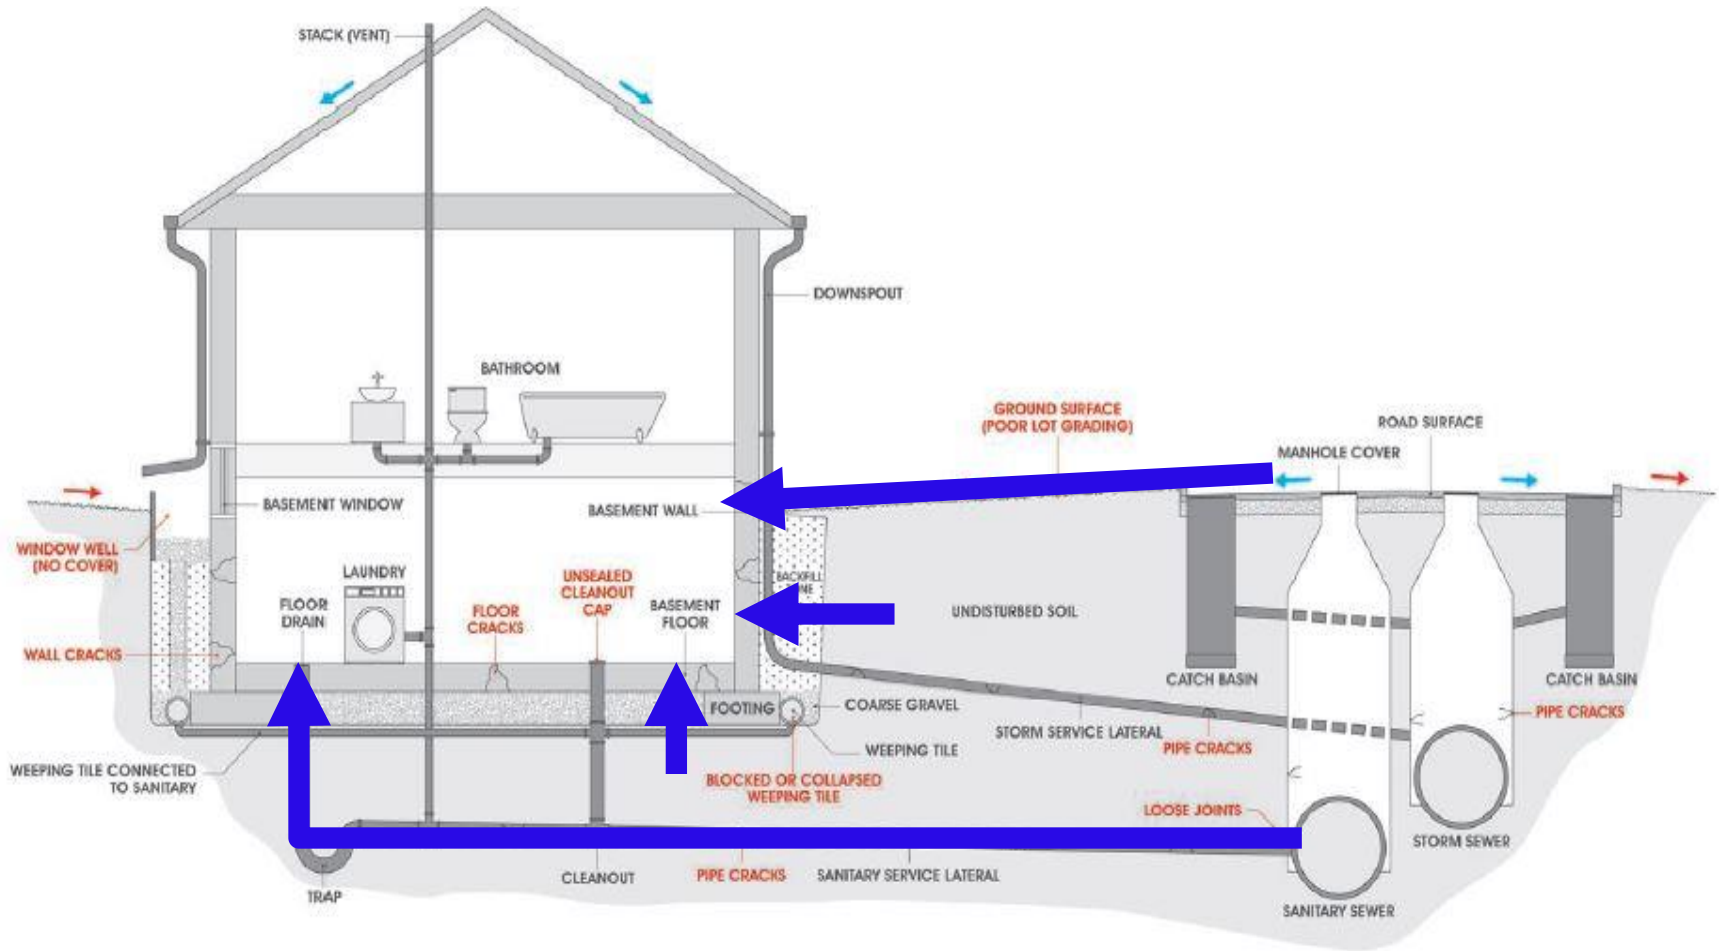 STACK (VENT)
DOWNSPOUT
BATHROOM
GROUND SURFACE
(POOR LOT GRADING)
ROAD SURFACE
MANHOLE COVER
BASEMENT WINDOW
BASEMENT WALL
WINDOW WELL
(NO COVER)
LAUNDRY
UNSEALED
CLEANOUT
CAP
BACKFILL
FLOOR
DRAIN
FLOOR
CRACKS
BASEMENT
FLOOR
UNDISTURBED SOIL
WALL CRACKS
CATCH BASIN
CATCH BASIN
FOOTING
COARSE GRAVEL
STORM SERVICE LATERAL
PIPE CRACKS
PIPE CRACKS
WEEPING TILE
WEEPING TILE CONNECTED
TO SANITARY
BLOCKED OR COLLAPSED
WEEPING TILE
LOOSE JOINTS
STORM SEWER
CLEANOUT
PIPE CRACKS
SANITARY SERVICE LATERAL
TRAP
SANITARY SEWER